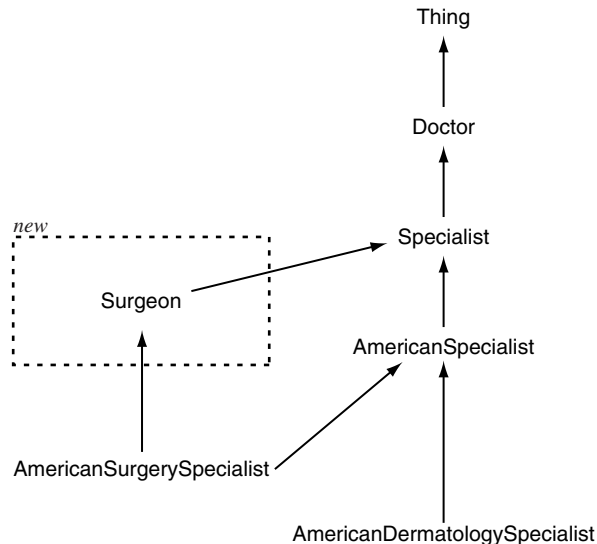 Thing
Doctor
new
Specialist
Surgeon
AmericanSpecialist
AmericanSurgerySpecialist
AmericanDermatologySpecialist